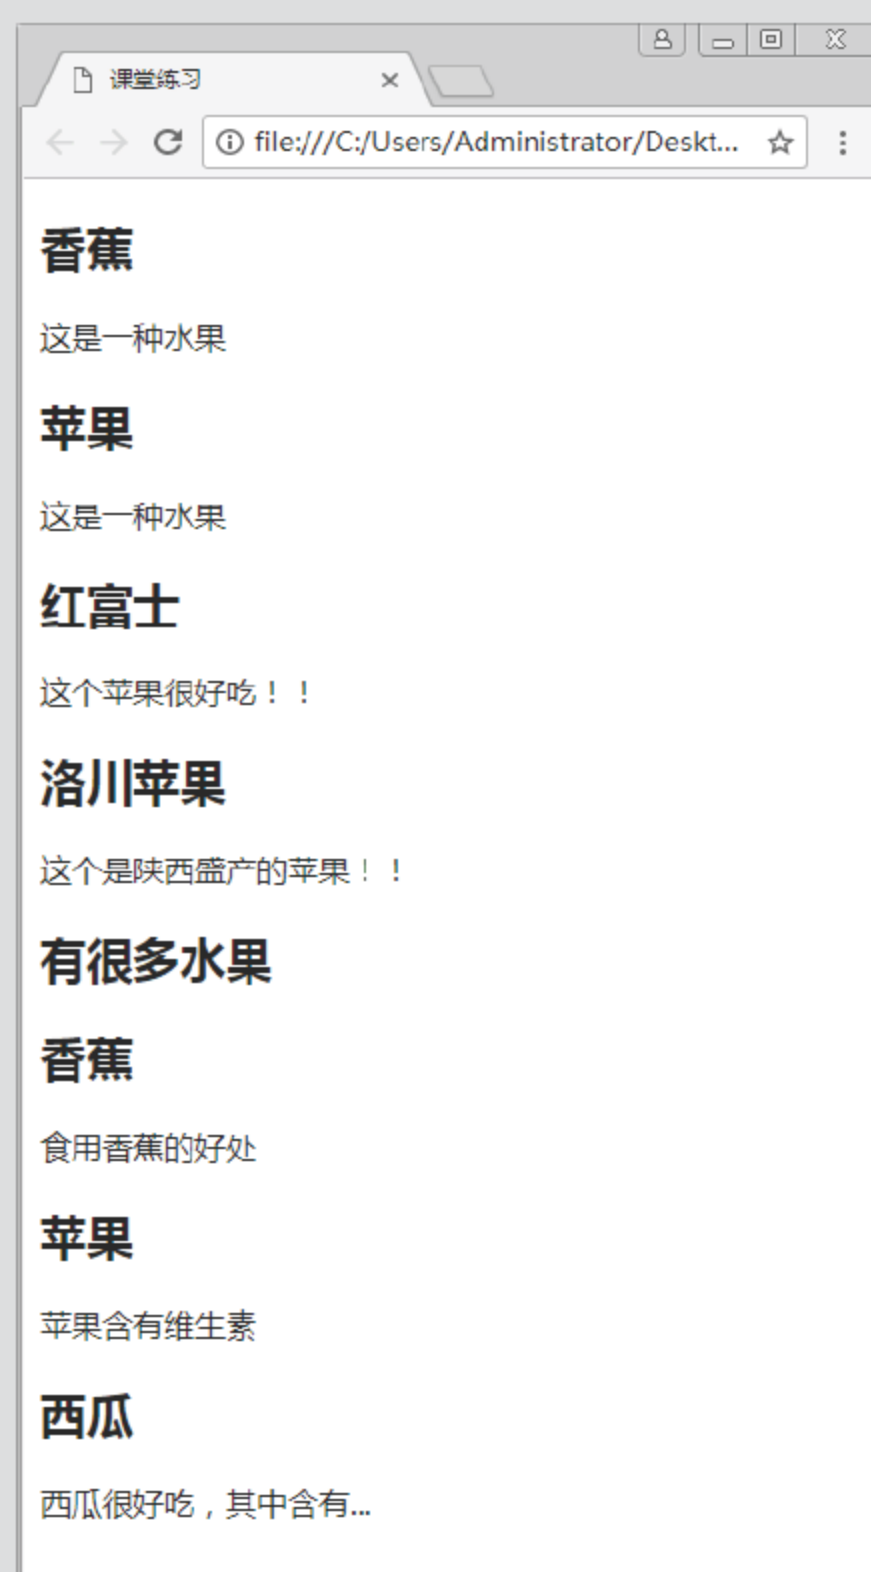 课堂练习
file:///C:/Users/Administrator/Deskt...
香蕉
这是一种水果
苹果
这是一种水果
红富士
这个苹果很好吃！！
洛川苹果
这个是陕西盛产的苹果！！
有很多水果
香蕉
食用香蕉的好处
苹果
苹果含有维生素
西瓜
西瓜很好吃，其中含有...